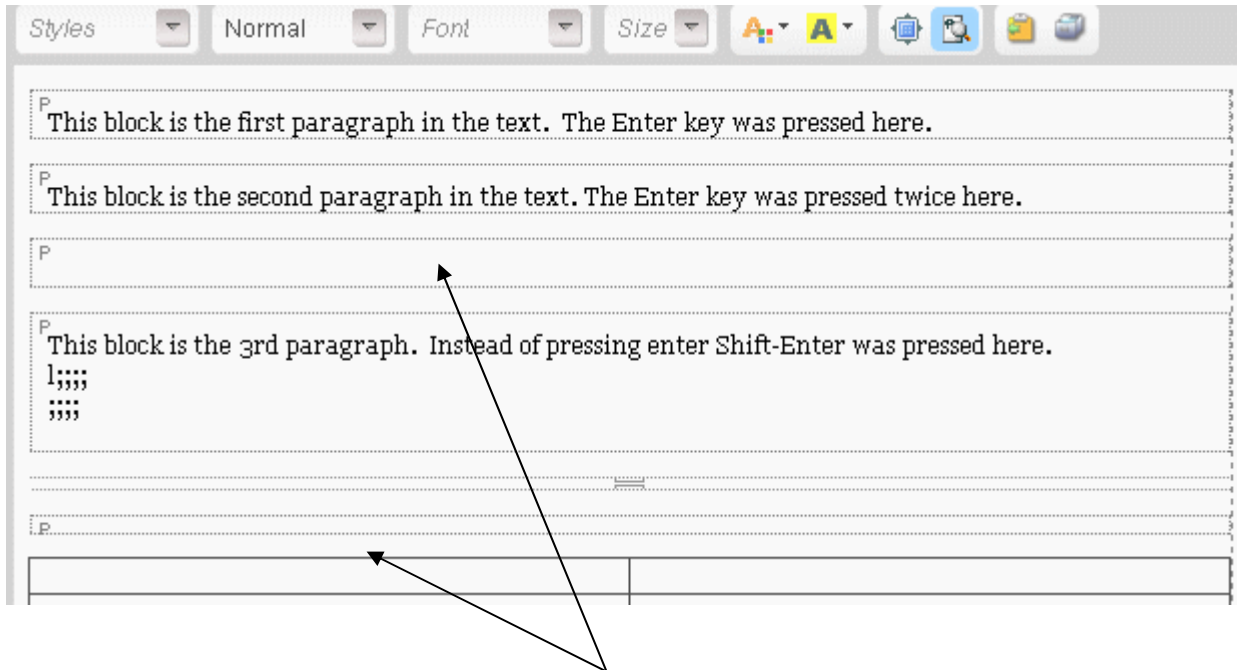 Styles Normal Font Size A A
P
This block is the first paragraph in the text.  The Enter key was pressed here.
P
This block is the second paragraph in the text. The Enter key was pressed twice here.
P
P
This block is the 3rd paragraph.  Instead of pressing enter Shift-Enter was pressed here.
l;;;;
;;;;
P